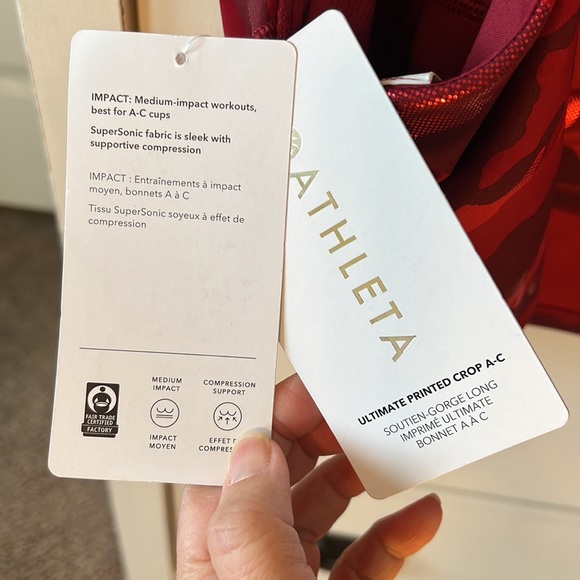 IMPACT: Medium-impact workouts,
best for A-C cups
SuperSonic fabric is sleek with
supportive compression
IMPACT : Entraînements à impact
moyen, bonnets A à C
Tissu SuperSonic soyeux à effet de
compression
FAIR TRADE
CERTIFIED
FACTORY
MEDIUM
IMPACT
IMPACT
MOYEN
COMPRESSION
SUPPORT
EFFET
ATHLETA
ULTIMATE PRINTED CROP A-C
SOUTIEN-GORGE LONG
IMPRIMÉ ULTIMATE
BONNET A À C